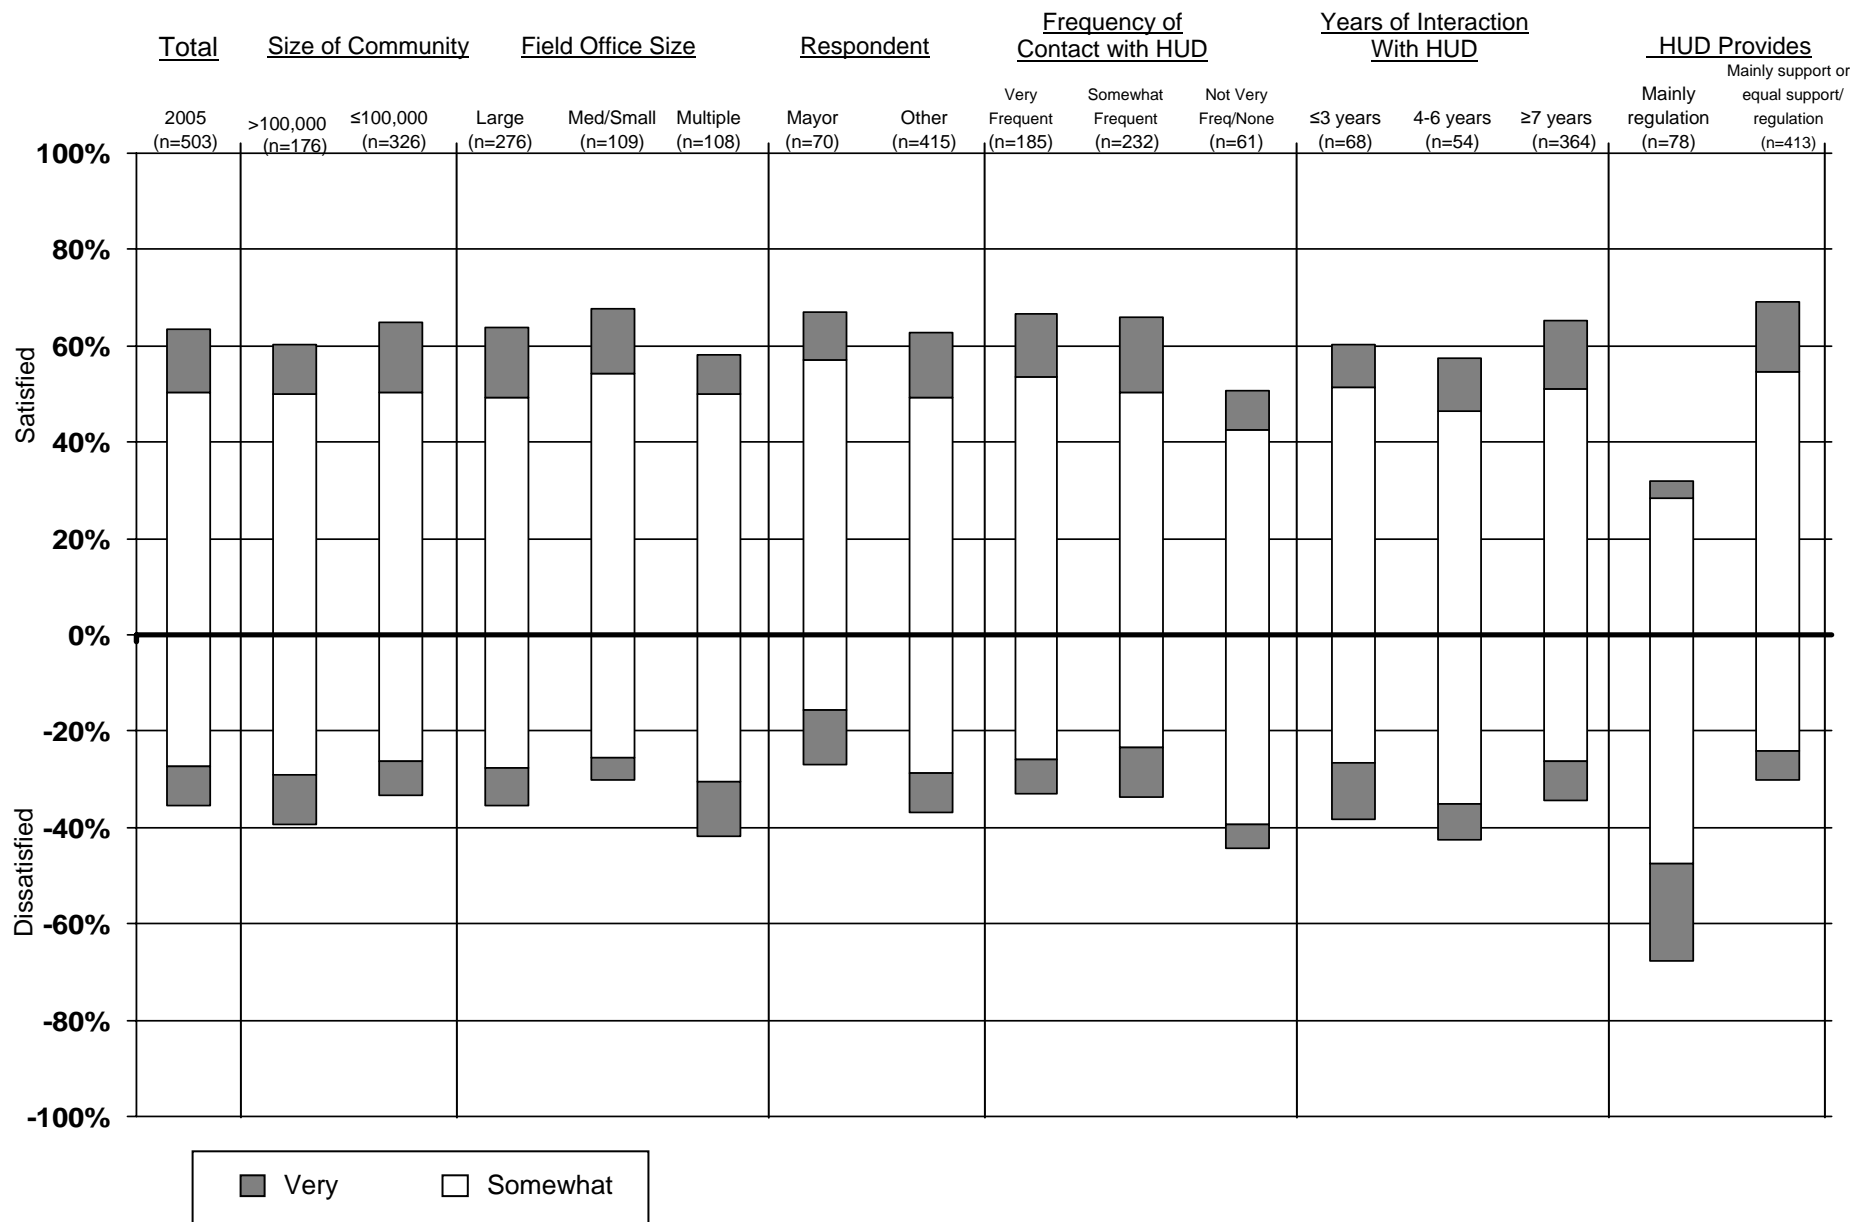 Total
Size of Community
Field Office Size
Respondent
Frequency of
Contact with HUD
Years of Interaction
With HUD
HUD Provides
2005
(n=503)
>100,000
(n=176)
≤100,000
(n=326)
Large
(n=276)
Med/Small
(n=109)
Multiple
(n=108)
Mayor
(n=70)
Other
(n=415)
Very
Frequent
(n=185)
Somewhat
Frequent
(n=232)
Not Very
Freq/None
(n=61)
≤3 years
(n=68)
4-6 years
(n=54)
≥7 years
(n=364)
Mainly
regulation
(n=78)
Mainly support or
equal support/
regulation
(n=413)
100%
80%
60%
40%
20%
0%
-20%
-40%
-60%
-80%
-100%
Satisfied
Dissatisfied
Very
Somewhat